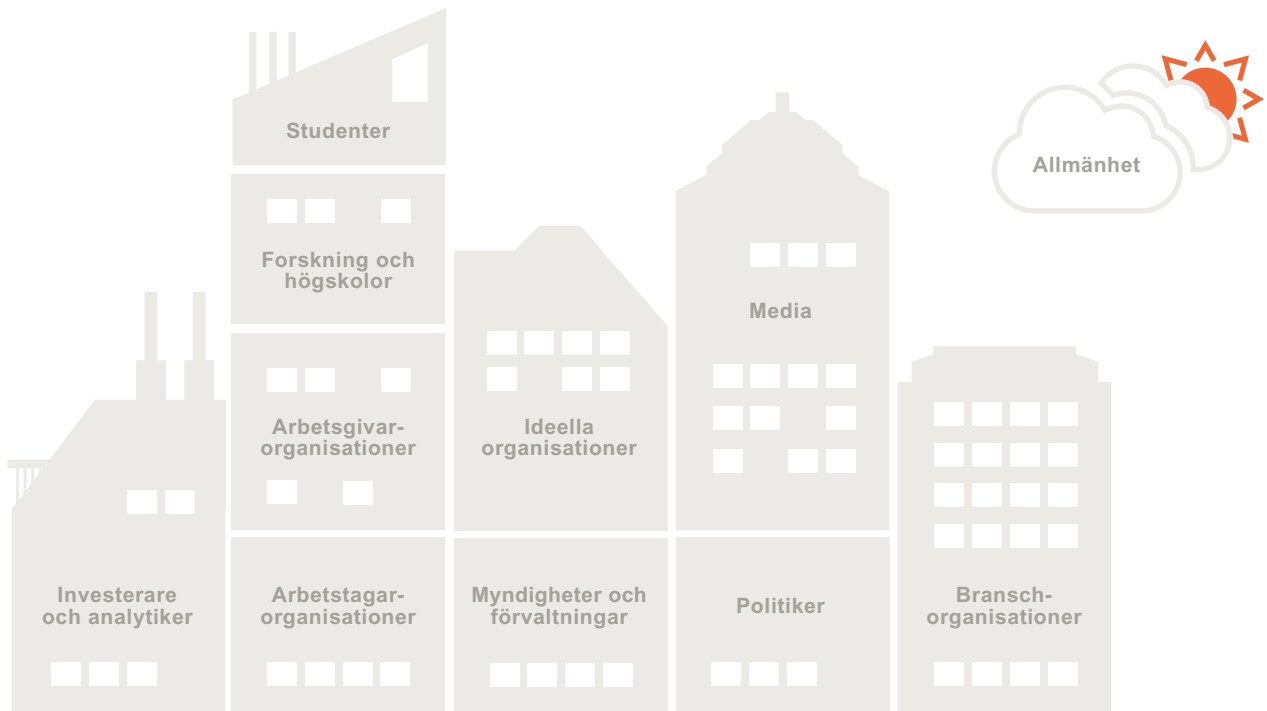 Studenter
Allmänhet
Forskning och
högskolor
Media
Arbetsgivar-
organisationer
Ideella
organisationer
Investerare
och analytiker
Arbetstagar-
organisationer
Myndigheter och
förvaltningar
Politiker
Bransch-
organisationer